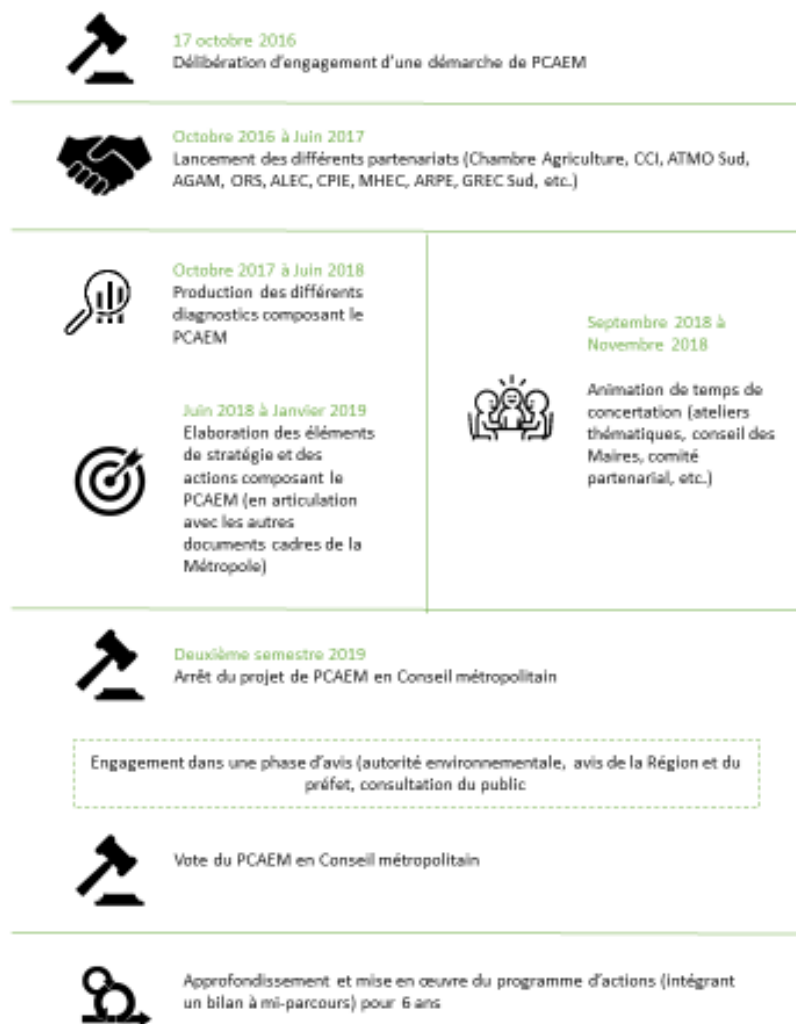 17 octobre 2016
Délibération d'engagement d'une démarche de PCAEM
Octobre 2016 à Juin 2017
Lancement des différents partenariats (Chambre Agriculture, CCI, ATMO Sud,
AGAM, ORS, ALEC, CPIE, MHEC, ARPE, GREC Sud, etc.)
Octobre 2017 à Juin 2018
Production des différents
diagnostics composant le
PCAEM
Juin 2018 à Janvier 2019
Elaboration des éléments
de stratégie et des
actions composant le
PCAEM (en articulation
avec les autres
documents cadres de la
Métropole)
Septembre 2018 à
Novembre 2018
Animation de temps de
concertation (ateliers
thématiques, conseil des
Maires, comité
partenarial, etc.)
Deuxième semestre 2019
Arrêt du projet de PCAEM en Conseil métropolitain
Engagement dans une phase d'avis (autorité environnementale, avis de la Région et du
préfet, consultation du public
Vote du PCAEM en Conseil métropolitain
Approfondissement et mise en œuvre du programme d'actions (intégrant
un bilan à mi-parcours) pour 6 ans